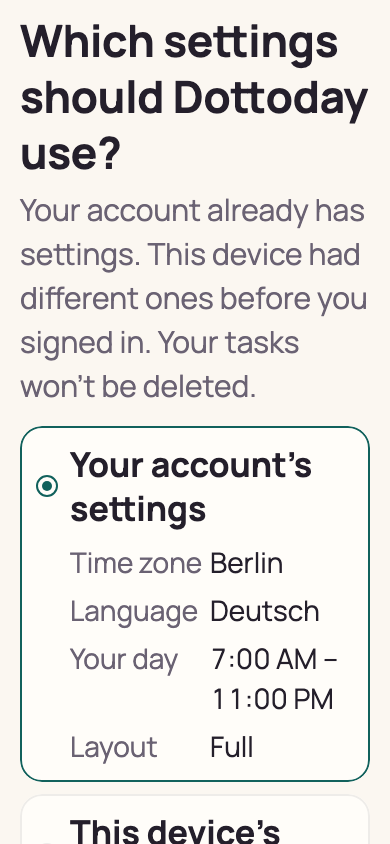 Which settings
should Dottoday
use?
Your account already has
settings. This device had
different ones before you
signed in. Your tasks
won’t be deleted.
Your account’s
settings
Time zone Berlin
Language Deutsch
Your day 7:00 AM –
11:00 PM
Layout Full
This device’s